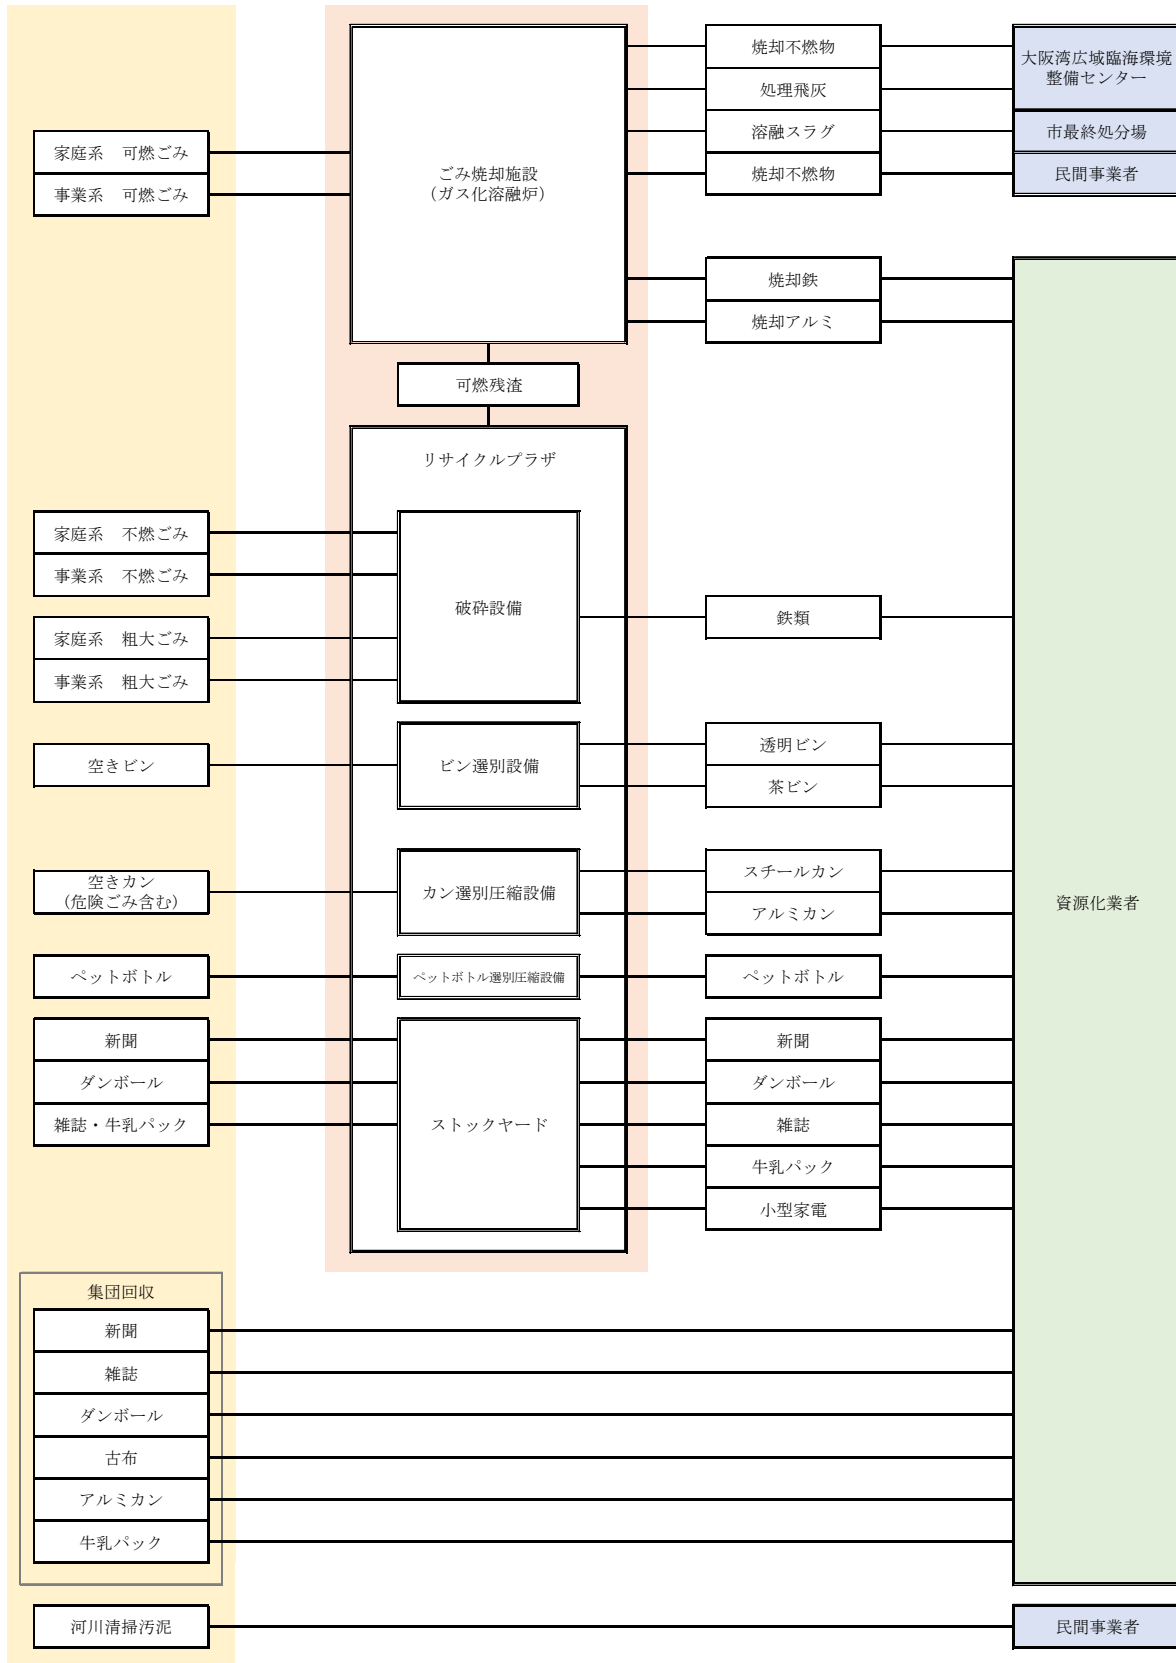 焼却不燃物
処理飛灰
溶融スラグ
焼却不燃物
大阪湾広域臨海環境
整備センター
市最終処分場
民間事業者
家庭系　可燃ごみ
事業系　可燃ごみ
ごみ焼却施設
（ガス化溶融炉）
焼却鉄
焼却アルミ
可燃残渣
リサイクルプラザ
家庭系　不燃ごみ
事業系　不燃ごみ
家庭系　粗大ごみ
事業系　粗大ごみ
破砕設備
鉄類
空きビン
ビン選別設備
透明ビン
茶ビン
空きカン
（危険ごみ含む）
カン選別圧縮設備
スチールカン
アルミカン
資源化業者
ペットボトル
ペットボトル選別圧縮設備
ペットボトル
新聞
ダンボール
雑誌・牛乳パック
ストックヤード
新聞
ダンボール
雑誌
牛乳パック
小型家電
集団回収
新聞
雑誌
ダンボール
古布
アルミカン
牛乳パック
河川清掃汚泥
民間事業者